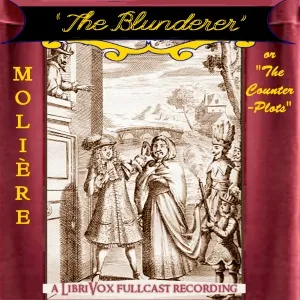 'The Blunderer'
or
"The
Counter
-Plots"
MOLIÈRE
A LIBRIVOX FULLCAST RECORDING